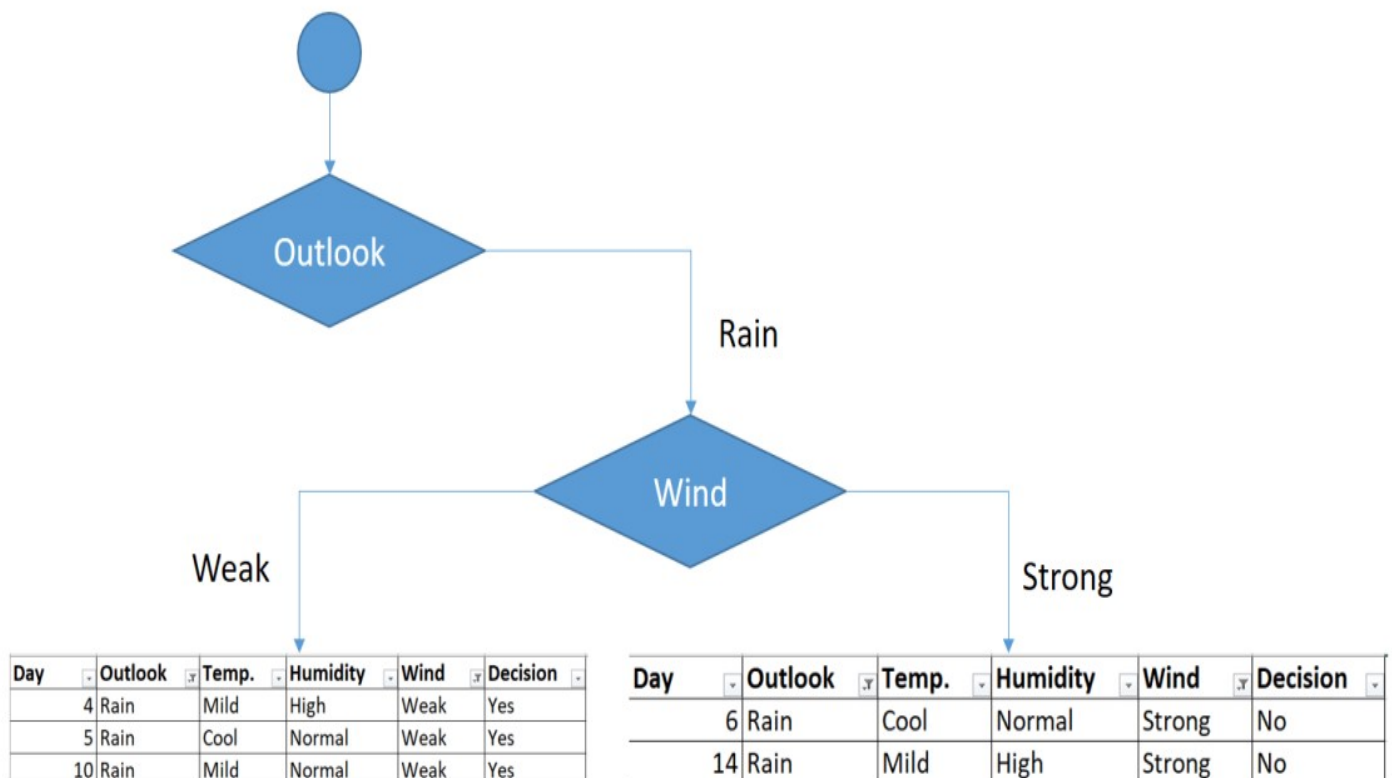 Outlook
Rain
Wind
Weak
Strong
Day Outlook Temp. Humidity Wind Decision
4 Rain Mild High Weak Yes
5 Rain Cool Normal Weak Yes
10 Rain Mild Normal Weak Yes
Day Outlook Temp. Humidity Wind Decision
6 Rain Cool Normal Strong No
14 Rain Mild High Strong No